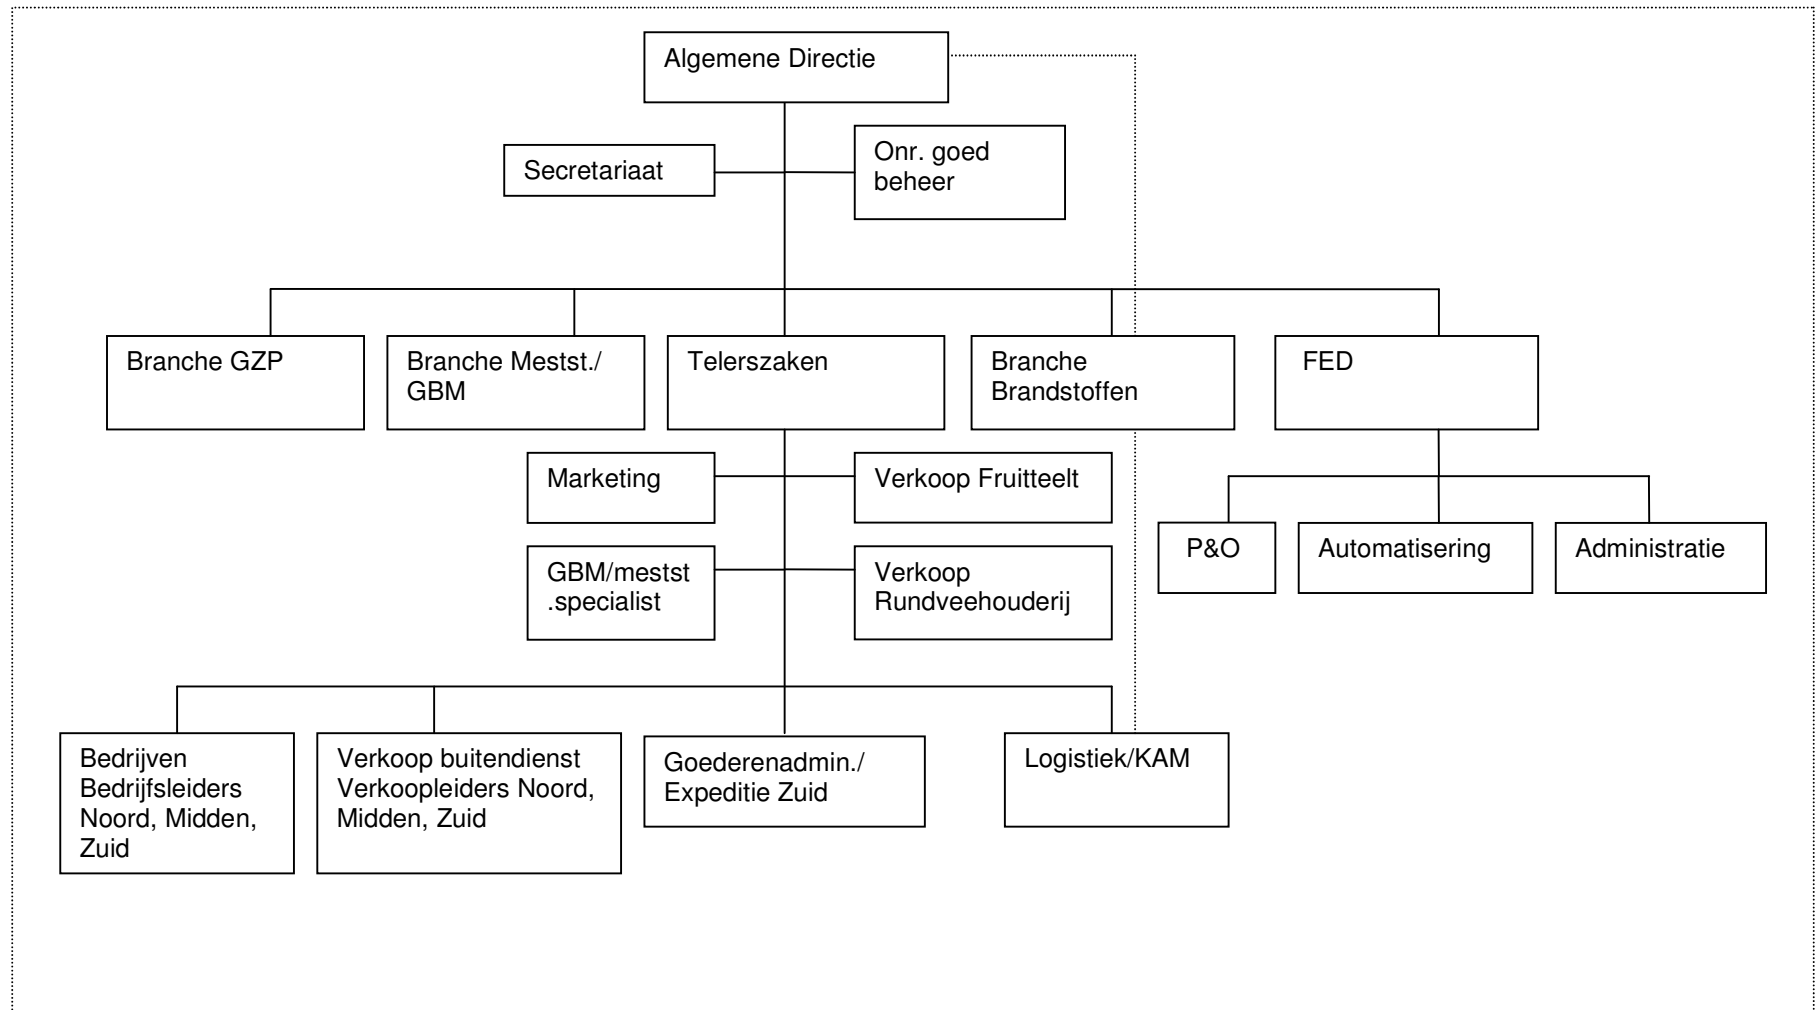 Algemene Directie
Secretariaat
Onr. goed
beheer
Branche GZP
Branche Mestst./
GBM
Telerszaken
Branche
Brandstoffen
FED
Marketing
Verkoop Fruitteelt
P&O
Automatisering
Administratie
GBM/mestst
.specialist
Verkoop
Rundveehouderij
Bedrijven
Bedrijfsleiders
Noord, Midden,
Zuid
Verkoop buitendienst
Verkoopleiders Noord,
Midden, Zuid
Goederenadmin./
Expeditie Zuid
Logistiek/KAM